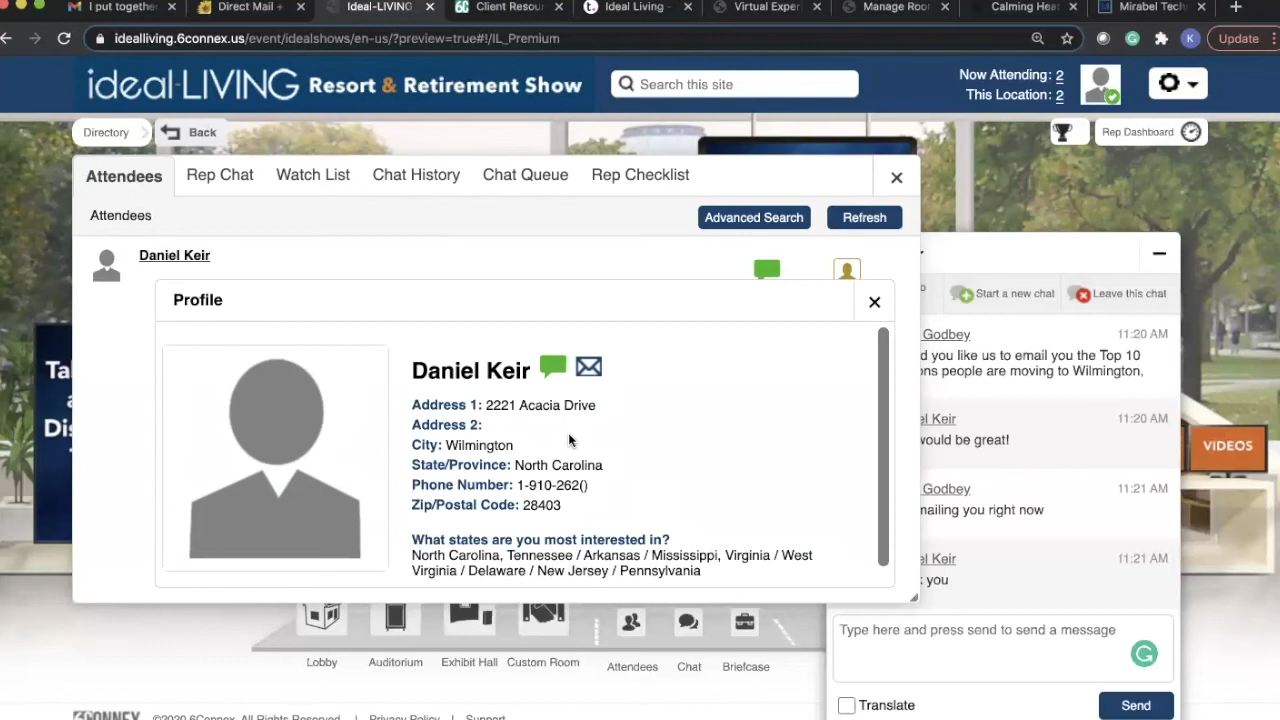 I put together
Direct Mail +
Ideal-LIVING
Client Resou
Ideal Living -
Virtual Exper
Manage Roo
Calming Hea
Mirabel Tech
idealliving.6connex.us/event/idealshows/en-us/?preview=true#!/IL_Premium
K
Update
ideal-LIVING Resort & Retirement Show
Search this site
Now Attending: 2
This Location: 2
Directory
Back
Rep Dashboard
Attendees
Rep Chat
Watch List
Chat History
Chat Queue
Rep Checklist
Attendees
Advanced Search
Refresh
Daniel Keir
Profile
Daniel Keir
Address 1: 2221 Acacia Drive
Address 2:
City: Wilmington
State/Province: North Carolina
Phone Number: 1-910-262()
Zip/Postal Code: 28403
What states are you most interested in?
North Carolina, Tennessee / Arkansas / Mississippi, Virginia / West
Virginia / Delaware / New Jersey / Pennsylvania
Start a new chat
Leave this chat
Godbey 11:20 AM
d you like us to email you the Top 10
ns people are moving to Wilmington,
el Keir 11:20 AM
would be great!
Godbey 11:21 AM
mailing you right now
el Keir 11:21 AM
k you
Type here and press send to send a message
Translate
Send
VIDEOS
Ta
a
Di
Lobby
Auditorium
Exhibit Hall
Custom Room
Attendees
Chat
Briefcase
6CONNEX
©2020 6Connex. All Rights Reserved | Privacy Policy | Support